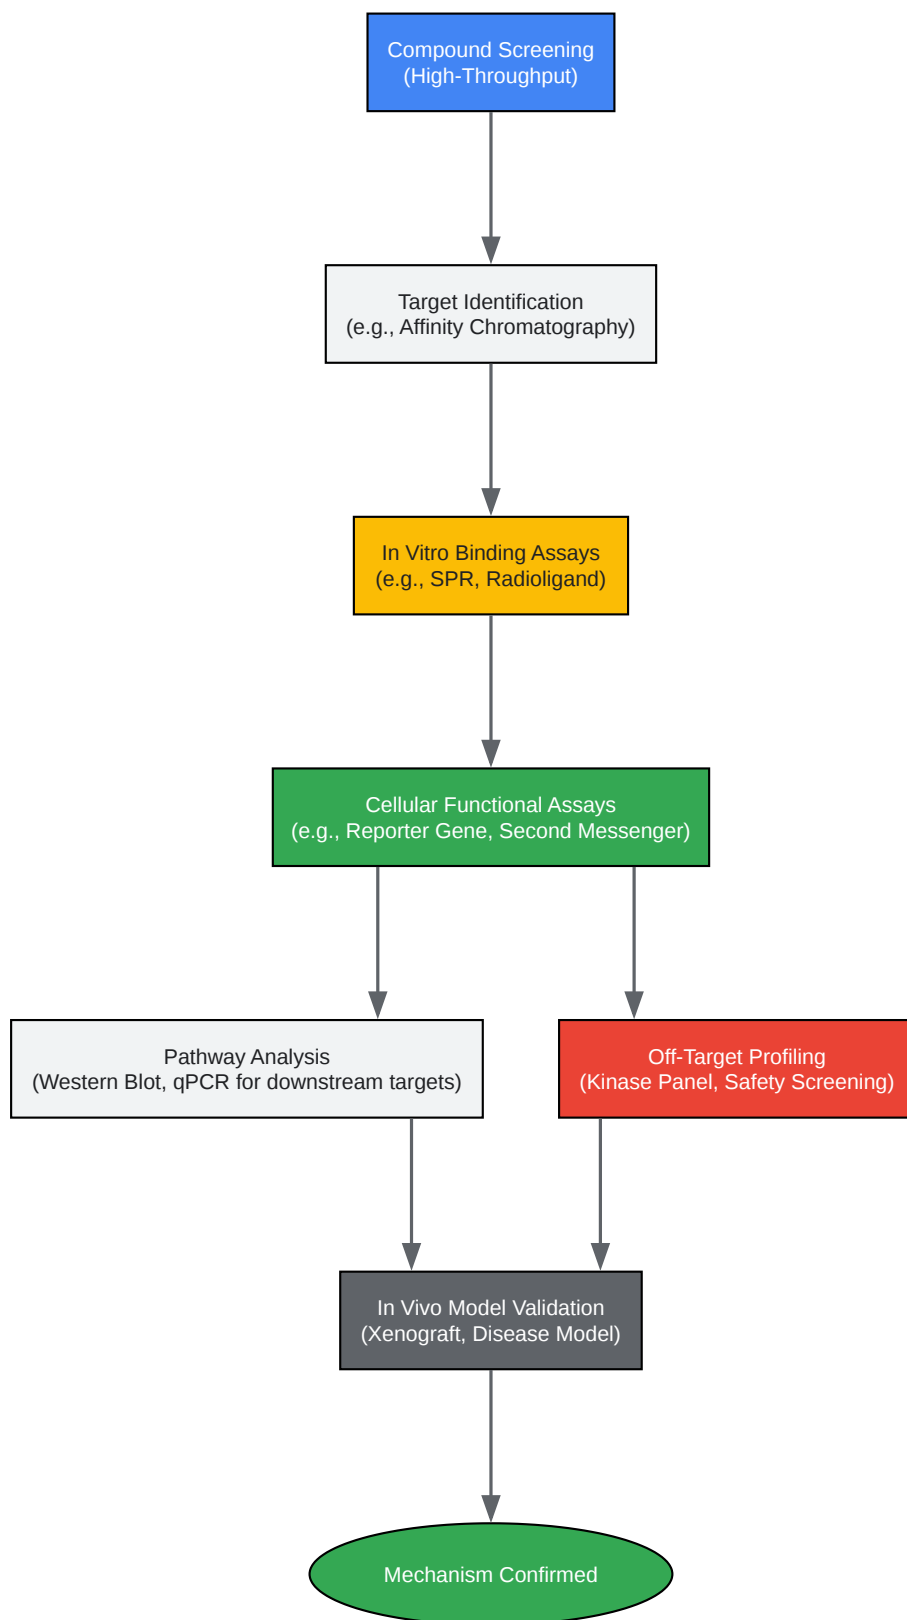 Compound Screening
(High-Throughput)
Target Identification
(e.g., Affinity Chromatography)
In Vitro Binding Assays
(e.g., SPR, Radioligand)
Cellular Functional Assays
(e.g., Reporter Gene, Second Messenger)
Pathway Analysis
(Western Blot, qPCR for downstream targets)
Off-Target Profiling
(Kinase Panel, Safety Screening)
In Vivo Model Validation
(Xenograft, Disease Model)
Mechanism Confirmed